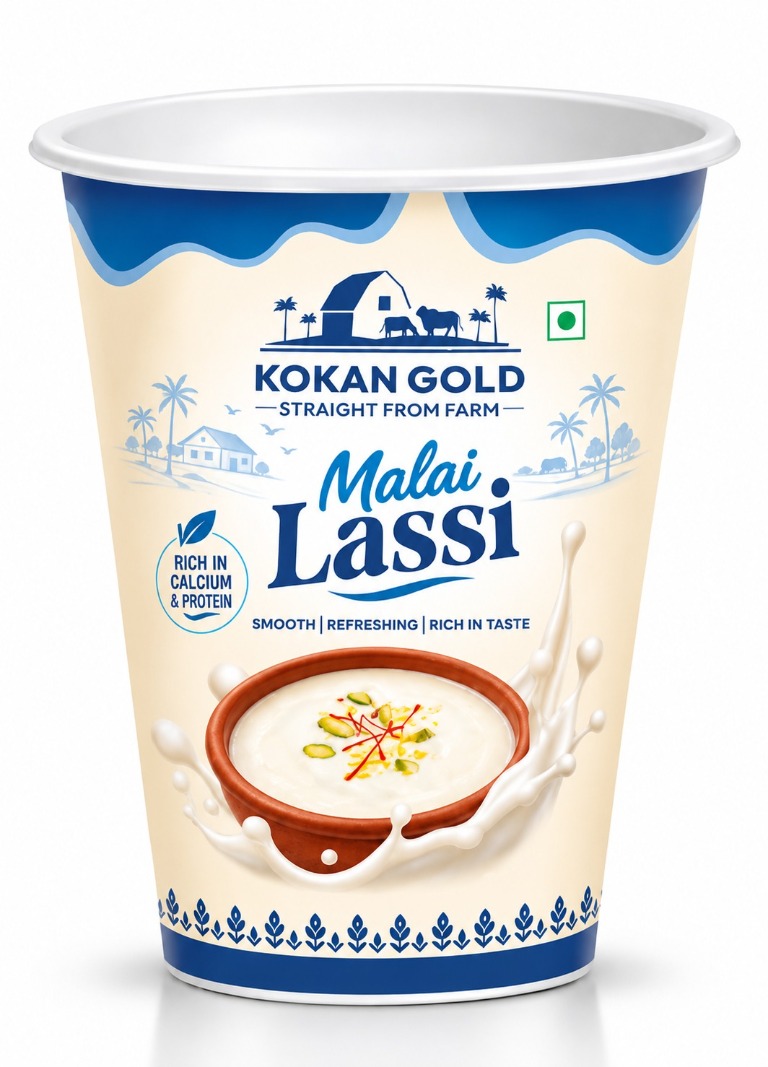 KOKAN GOLD
STRAIGHT FROM FARM
Malai
Lassi
RICH IN
CALCIUM
& PROTEIN
SMOOTH | REFRESHING | RICH IN TASTE